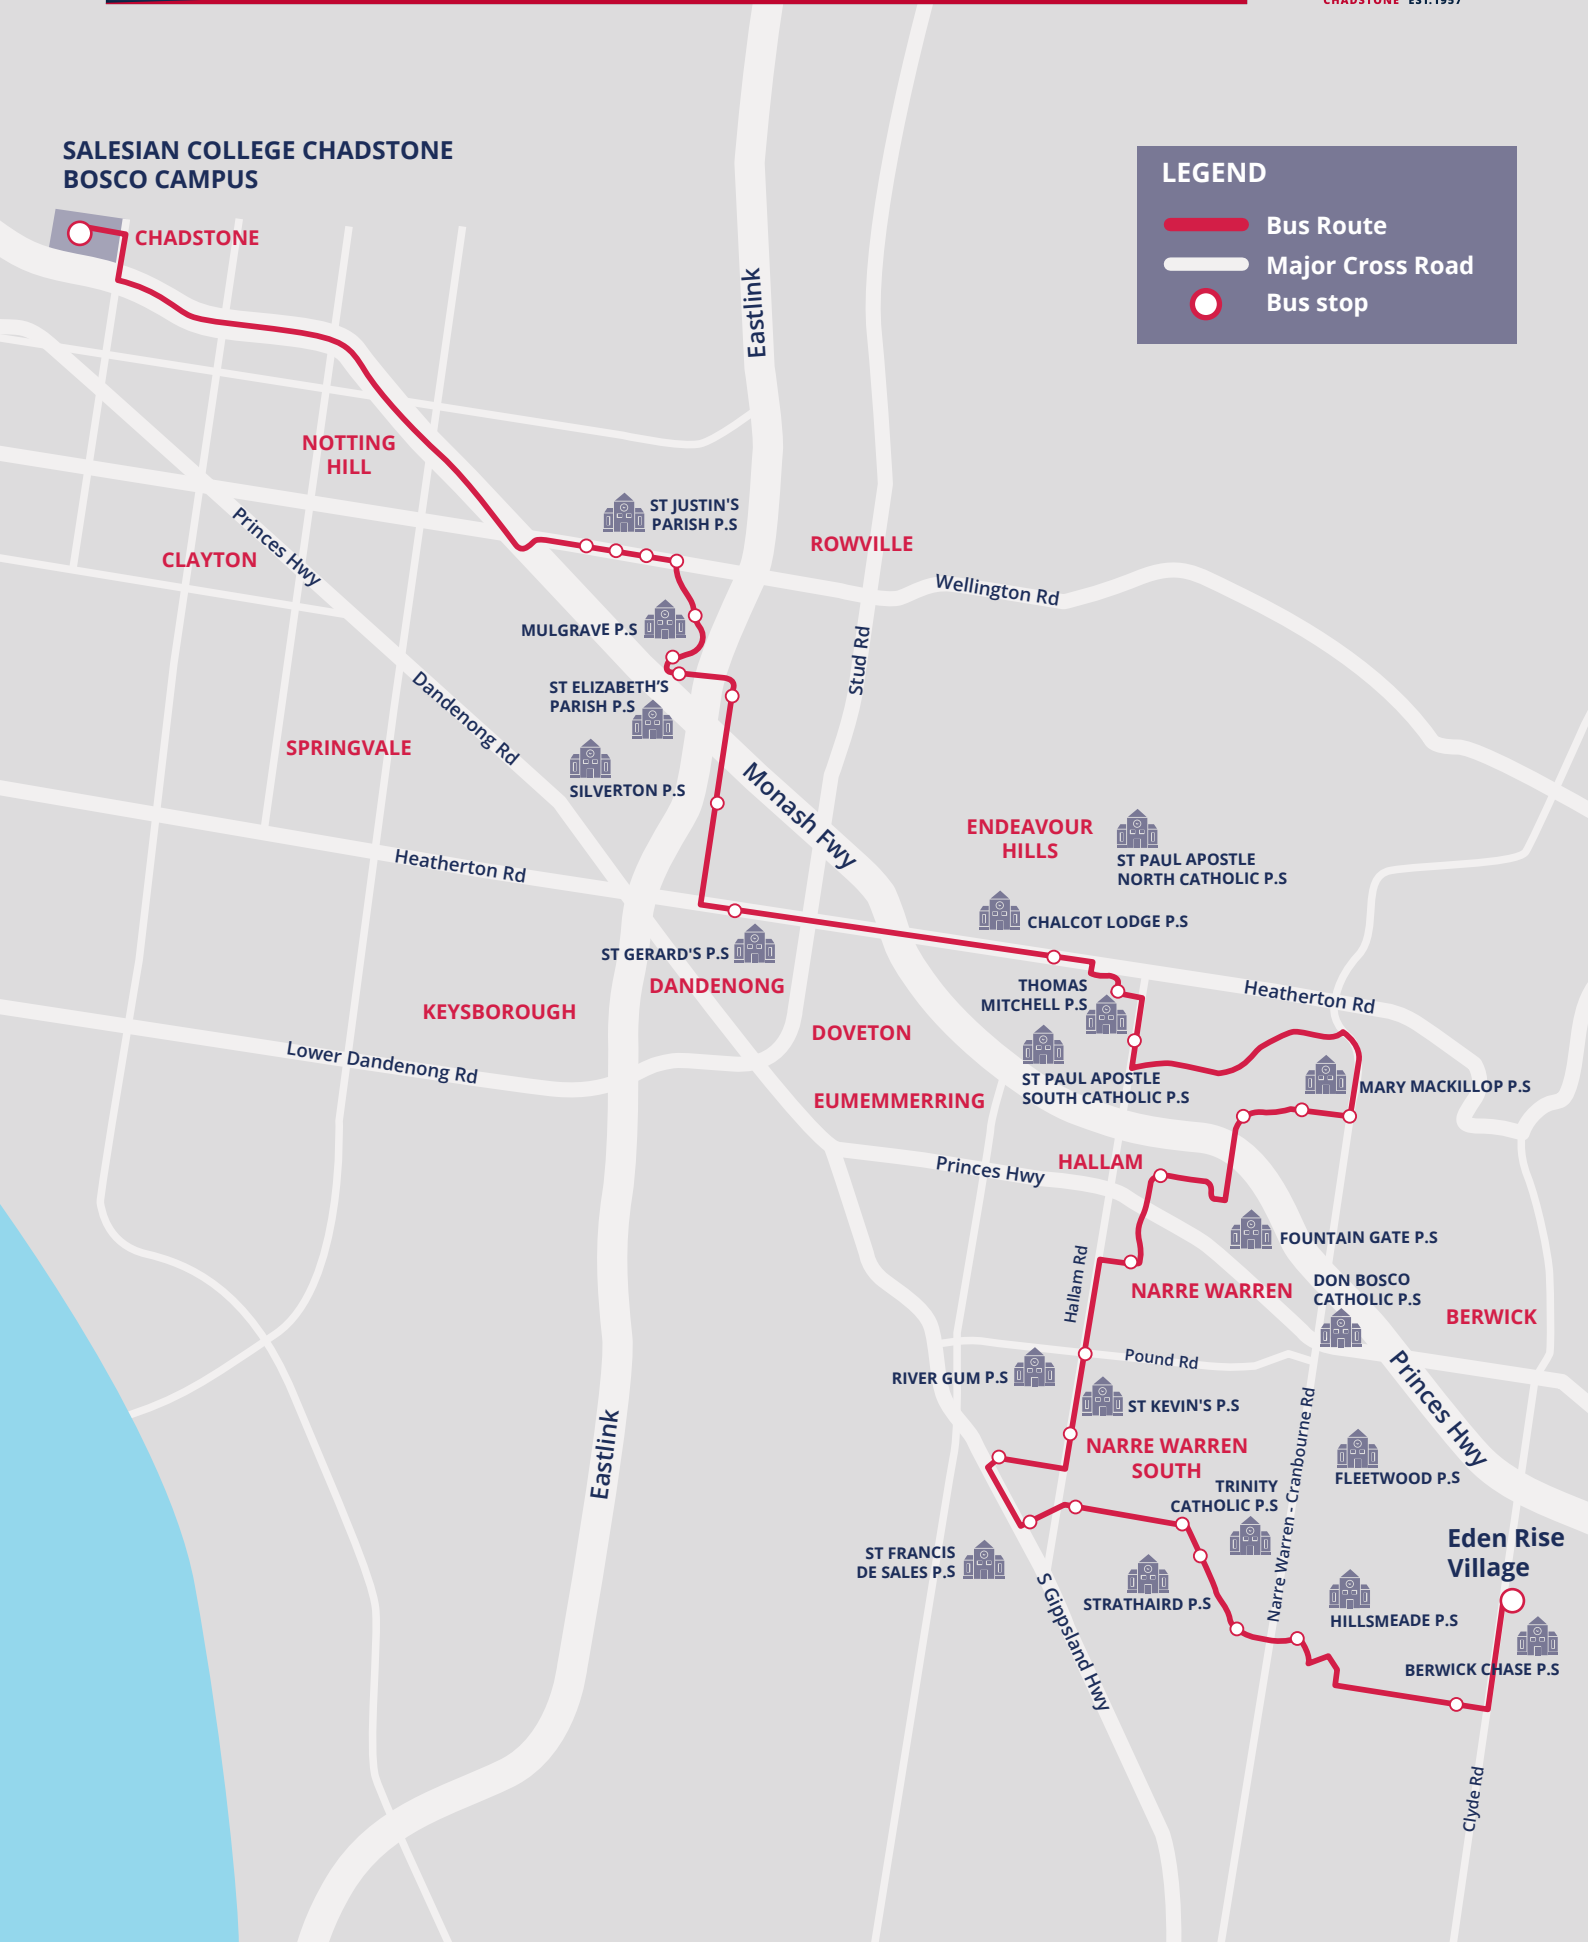 CHADSTONE EST.1957
SALESIAN COLLEGE CHADSTONE
BOSCO CAMPUS
LEGEND
Bus Route
Major Cross Road
Bus stop
CHADSTONE
Eastlink
NOTTING
HILL
ST JUSTIN'S
PARISH P.S
Princes Hwy
CLAYTON
ROWVILLE
Wellington Rd
MULGRAVE P.S
Stud Rd
ST ELIZABETH'S
PARISH P.S
Dandenong Rd
SPRINGVALE
SILVERTON P.S
Monash Fwy
Heatherton Rd
ENDEAVOUR
HILLS
ST PAUL APOSTLE
NORTH CATHOLIC P.S
CHALCOT LODGE P.S
ST GERARD'S P.S
DANDENONG
KEYSBOROUGH
THOMAS
MITCHELL P.S
Heatherton Rd
DOVETON
Lower Dandenong Rd
ST PAUL APOSTLE
SOUTH CATHOLIC P.S
MARY MACKILLOP P.S
EUMEMMERRING
Princes Hwy
HALLAM
FOUNTAIN GATE P.S
Hallam Rd
NARRE WARREN
DON BOSCO
CATHOLIC P.S
BERWICK
Pound Rd
RIVER GUM P.S
ST KEVIN'S P.S
Princes Hwy
Eastlink
NARRE WARREN
SOUTH
FLEETWOOD P.S
TRINITY
CATHOLIC P.S
Narre Warren - Cranbourne Rd
Eden Rise
Village
ST FRANCIS
DE SALES P.S
STRATHAIRD P.S
HILLSMEADE P.S
S Gippsland Hwy
BERWICK CHASE P.S
Clyde Rd